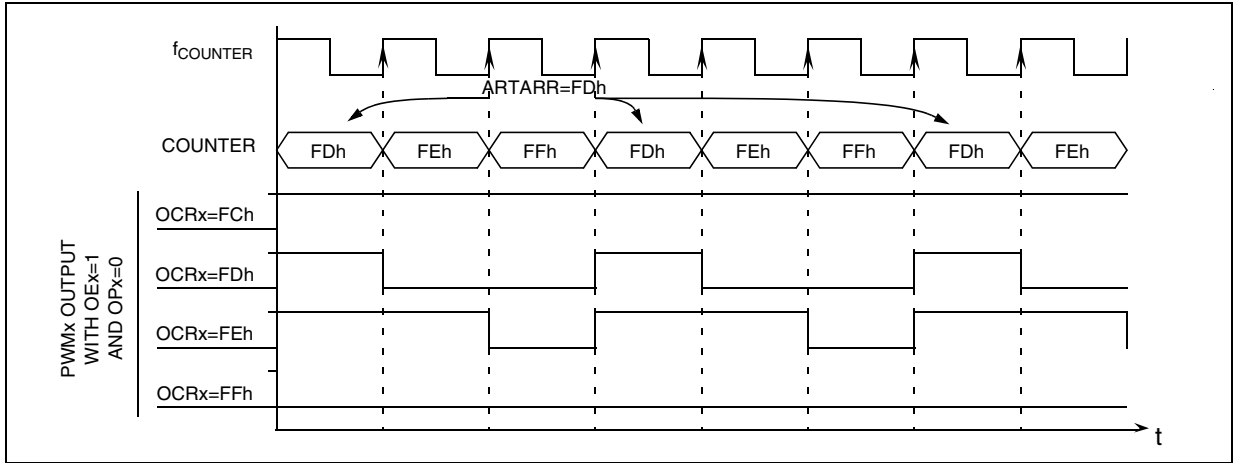 fCOUNTER
ARTARR=FDh
COUNTER
FDh FEh FFh FDh FEh FFh FDh FEh
PWMx OUTPUT
WITH OEx=1
AND OPx=0
OCRx=FCh
OCRx=FDh
OCRx=FEh
OCRx=FFh
t